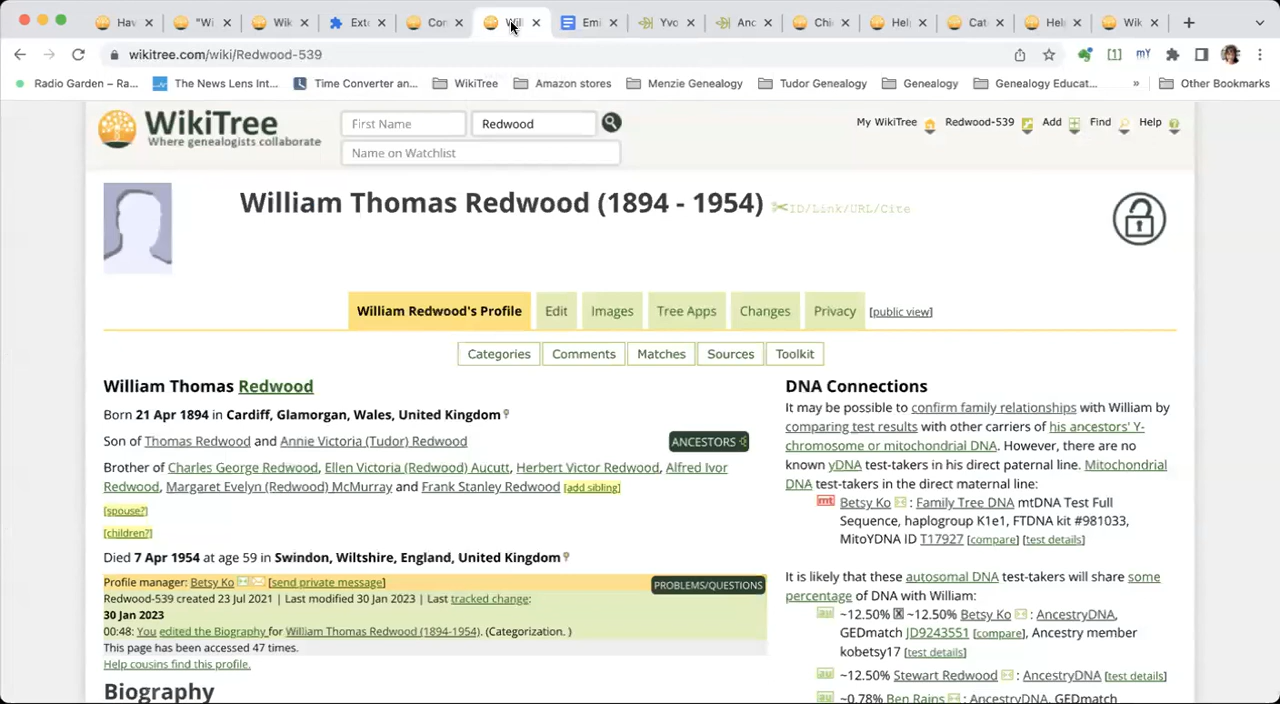 Hav
"Wi
Wik
Exte
Cor
Will
Emi
Yvo
Anc
Chi
Help
Cat
Help
Wik
wikitree.com/wiki/Redwood-539
Radio Garden – Ra...
The News Lens Int...
Time Converter an...
WikiTree
Amazon stores
Menzie Genealogy
Tudor Genealogy
Genealogy
Genealogy Educat...
»
Other Bookmarks
WikiTree
Where genealogists collaborate
First Name
Redwood
Name on Watchlist
My WikiTree
Redwood-539
Add
Find
Help
William Thomas Redwood (1894 - 1954)
ID/Link/URL/Cite
William Redwood's Profile
Edit
Images
Tree Apps
Changes
Privacy
[public view]
Categories
Comments
Matches
Sources
Toolkit
William Thomas Redwood
Born 21 Apr 1894 in Cardiff, Glamorgan, Wales, United Kingdom
Son of Thomas Redwood and Annie Victoria (Tudor) Redwood
ANCESTORS
Brother of Charles George Redwood, Ellen Victoria (Redwood) Aucutt, Herbert Victor Redwood, Alfred Ivor
Redwood, Margaret Evelyn (Redwood) McMurray and Frank Stanley Redwood [add sibling]
[spouse?]
[children?]
Died 7 Apr 1954 at age 59 in Swindon, Wiltshire, England, United Kingdom
Profile manager: Betsy Ko [send private message]
PROBLEMS/QUESTIONS
Redwood-539 created 23 Jul 2021 | Last modified 30 Jan 2023 | Last tracked change:
30 Jan 2023
00:48: You edited the Biography for William Thomas Redwood (1894-1954). (Categorization. )
This page has been accessed 47 times.
Help cousins find this profile.
Biography
DNA Connections
It may be possible to confirm family relationships with William by
comparing test results with other carriers of his ancestors' Y-
chromosome or mitochondrial DNA. However, there are no
known yDNA test-takers in his direct paternal line. Mitochondrial
DNA test-takers in the direct maternal line:
mt Betsy Ko : Family Tree DNA mtDNA Test Full
Sequence, haplogroup K1e1, FTDNA kit #981033,
MitoYDNA ID T17927 [compare] [test details]
It is likely that these autosomal DNA test-takers will share some
percentage of DNA with William:
au ~12.50% X ~12.50% Betsy Ko : AncestryDNA,
GEDmatch JD9243551 [compare], Ancestry member
kobetsy17 [test details]
au ~12.50% Stewart Redwood : AncestryDNA [test details]
au ~0.78% Ben Rains : AncestryDNA, GEDmatch